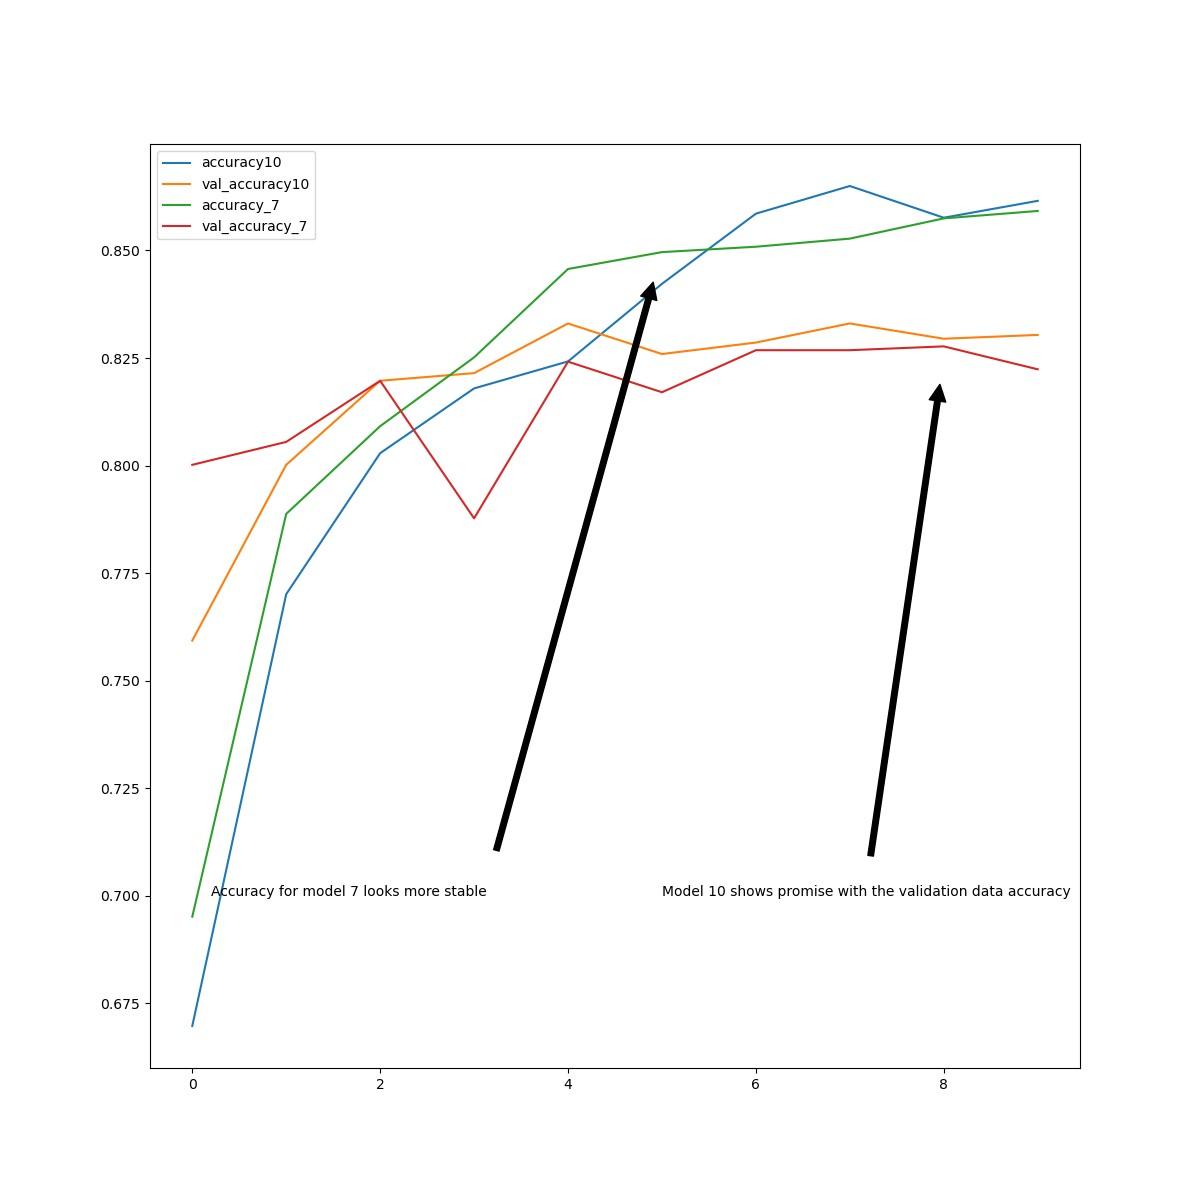 accuracy10
val_accuracy10
accuracy_7
val_accuracy_7
0.850
0.825
0.800
0.775
0.750
0.725
0.700
0.675
Accuracy for model 7 looks more stable
Model 10 shows promise with the validation data accuracy
0
2
4
6
8